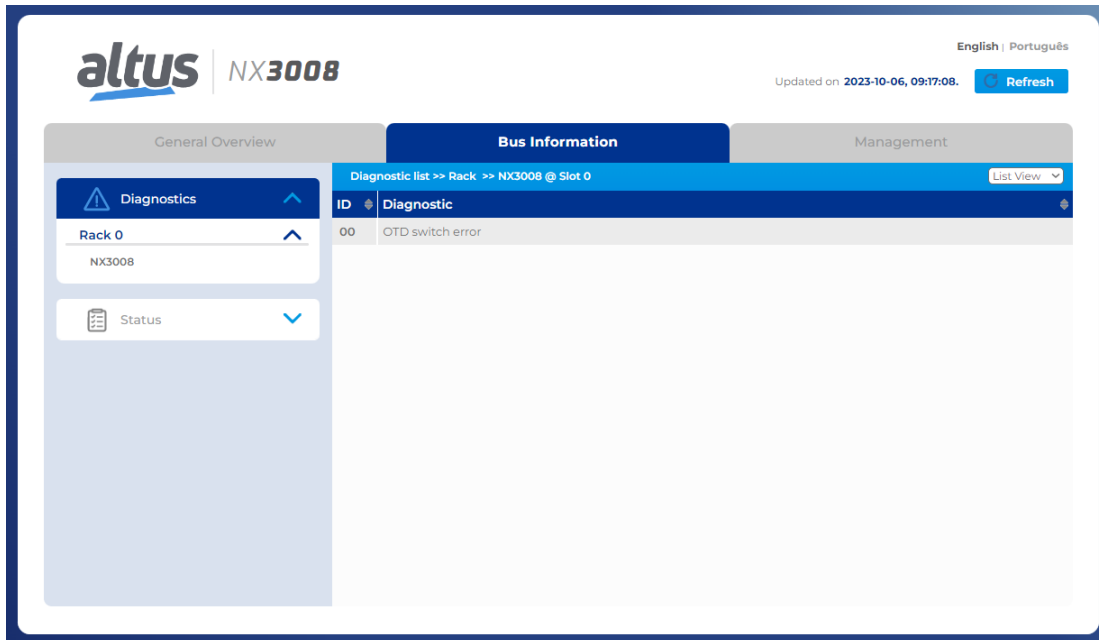 altus NX3008
English | Português
Updated on 2023-10-06, 09:17:08. Refresh
General Overview Bus Information Management
Diagnostics
Rack 0
NX3008
Status
Diagnostic list >> Rack >> NX3008 @ Slot 0 List View
ID Diagnostic
00 OTD switch error